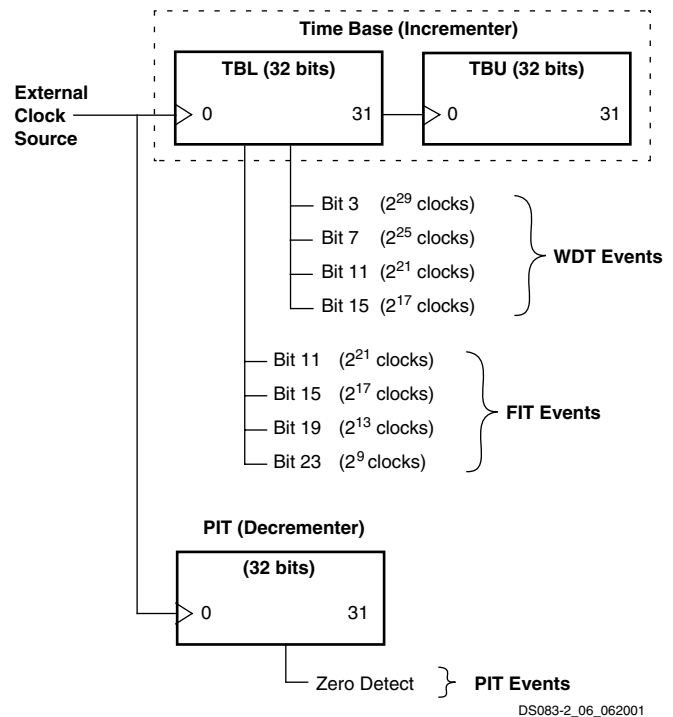 Time Base (Incrementer)
TBL (32 bits)
TBU (32 bits)
External
Clock
Source
0
31
0
31
Bit 3 (2^29 clocks)
Bit 7 (2^25 clocks)
Bit 11 (2^21 clocks)
Bit 15 (2^17 clocks)
WDT Events
Bit 11 (2^21 clocks)
Bit 15 (2^17 clocks)
Bit 19 (2^13 clocks)
Bit 23 (2^9 clocks)
FIT Events
PIT (Decrementer)
(32 bits)
0
31
Zero Detect
PIT Events
DS083-2_06_062001